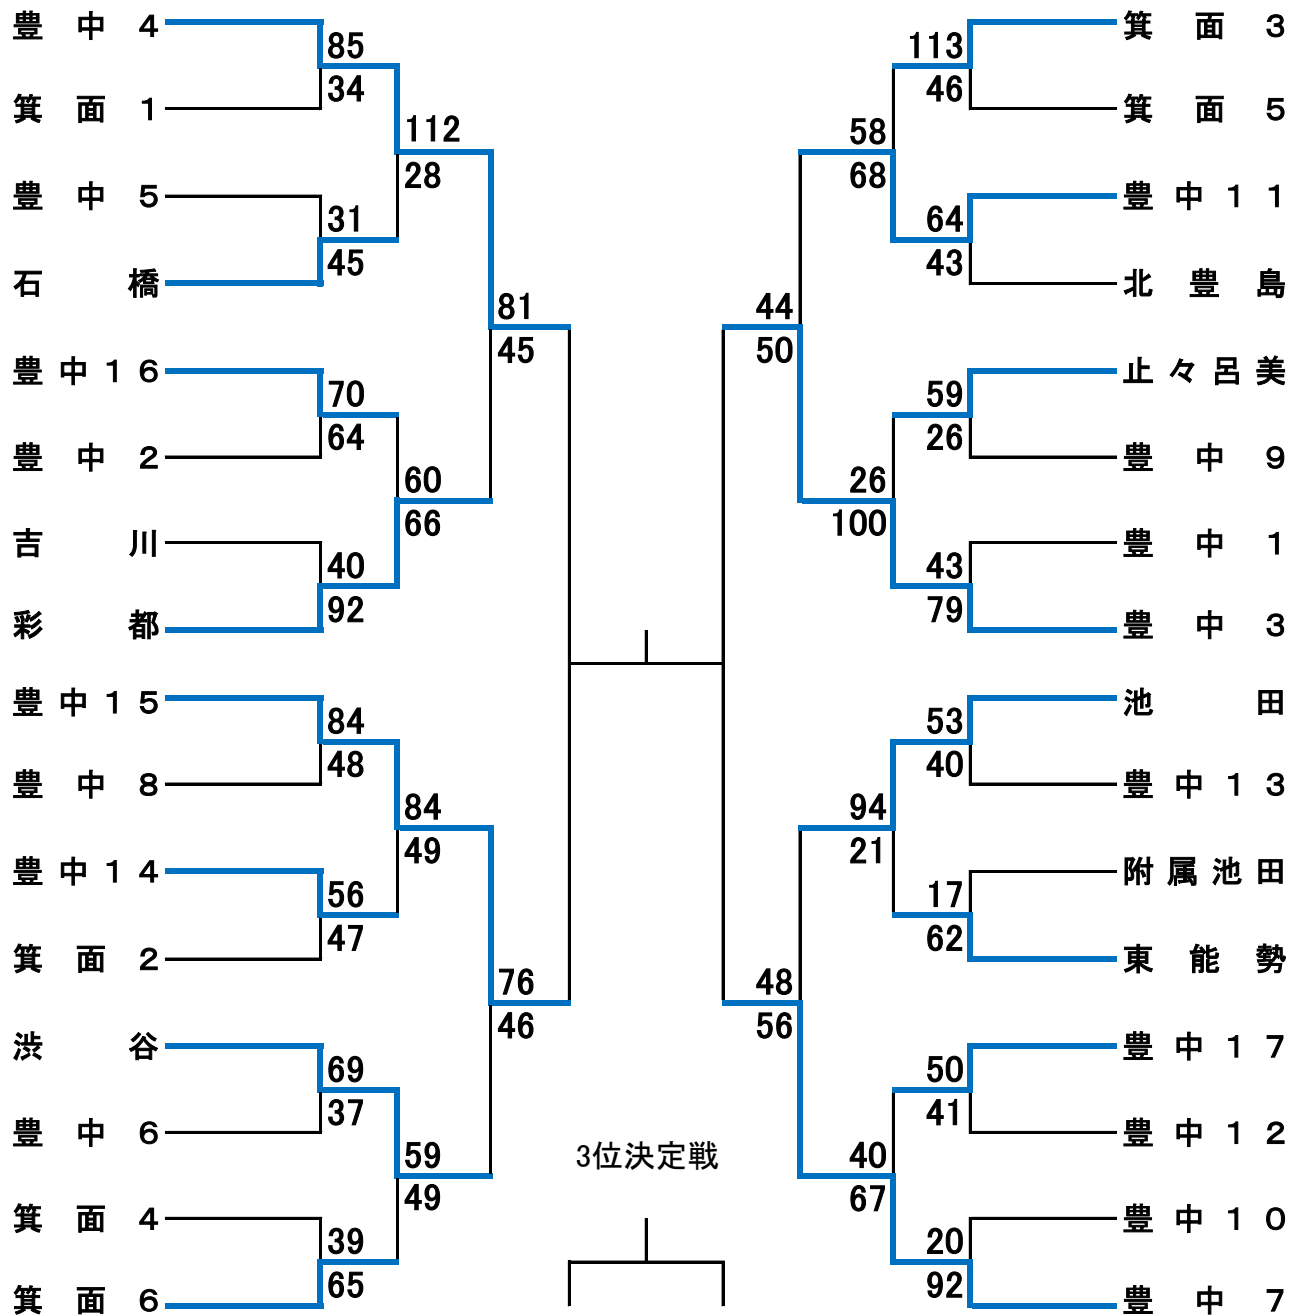 豊中4
85
34
箕面1
112
28
豊中5
31
45
石橋
81
45
豊中16
70
64
豊中2
60
66
吉川
40
92
彩都
豊中15
84
48
豊中8
84
49
豊中14
56
47
箕面2
76
46
渋谷
69
37
豊中6
59
49
箕面4
39
65
箕面6
箕面3
113
46
箕面5
58
68
豊中11
64
43
北豊島
44
50
止々呂美
59
26
豊中9
26
100
豊中1
43
79
豊中3
池田
53
40
豊中13
94
21
附属池田
17
62
東能勢
48
56
豊中17
50
41
豊中12
40
67
豊中10
20
92
豊中7
3位決定戦